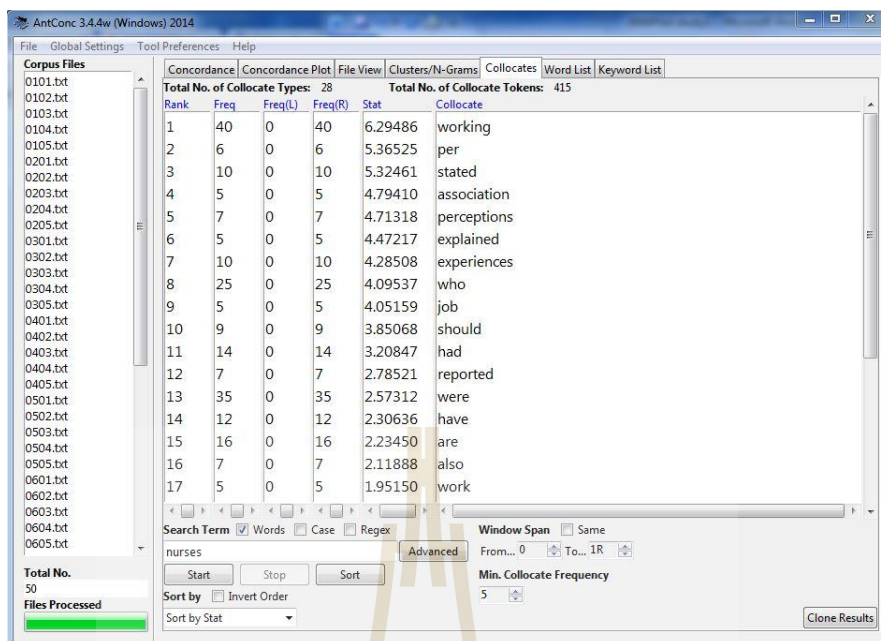 AntConc 3.4.4w (Windows) 2014
File Global Settings Tool Preferences Help
Corpus Files
0101.txt
0102.txt
0103.txt
0104.txt
0105.txt
0201.txt
0202.txt
0203.txt
0204.txt
0205.txt
0301.txt
0302.txt
0303.txt
0304.txt
0305.txt
0401.txt
0402.txt
0403.txt
0404.txt
0405.txt
0501.txt
0502.txt
0503.txt
0504.txt
0505.txt
0601.txt
0602.txt
0603.txt
0604.txt
0605.txt
Total No.
50
Files Processed
Concordance Concordance Plot File View Clusters/N-Grams Collocates Word List Keyword List
Total No. of Collocate Types: 28 Total No. of Collocate Tokens: 415
Rank Freq Freq(L) Freq(R) Stat Collocate
1 40 0 40 6.29486 working
2 6 0 6 5.36525 per
3 10 0 10 5.32461 stated
4 5 0 5 4.79410 association
5 7 0 7 4.71318 perceptions
6 5 0 5 4.47217 explained
7 10 0 10 4.28508 experiences
8 25 0 25 4.09537 who
9 5 0 5 4.05159 job
10 9 0 9 3.85068 should
11 14 0 14 3.20847 had
12 7 0 7 2.78521 reported
13 35 0 35 2.57312 were
14 12 0 12 2.30636 have
15 16 0 16 2.23450 are
16 7 0 7 2.11888 also
17 5 0 5 1.95150 work
Search Term Words Case Regex Window Span Same
nurses Advanced From... 0 To... 1R
Start Stop Sort Min. Collocate Frequency
Sort by Invert Order 5
Sort by Stat Clone Results